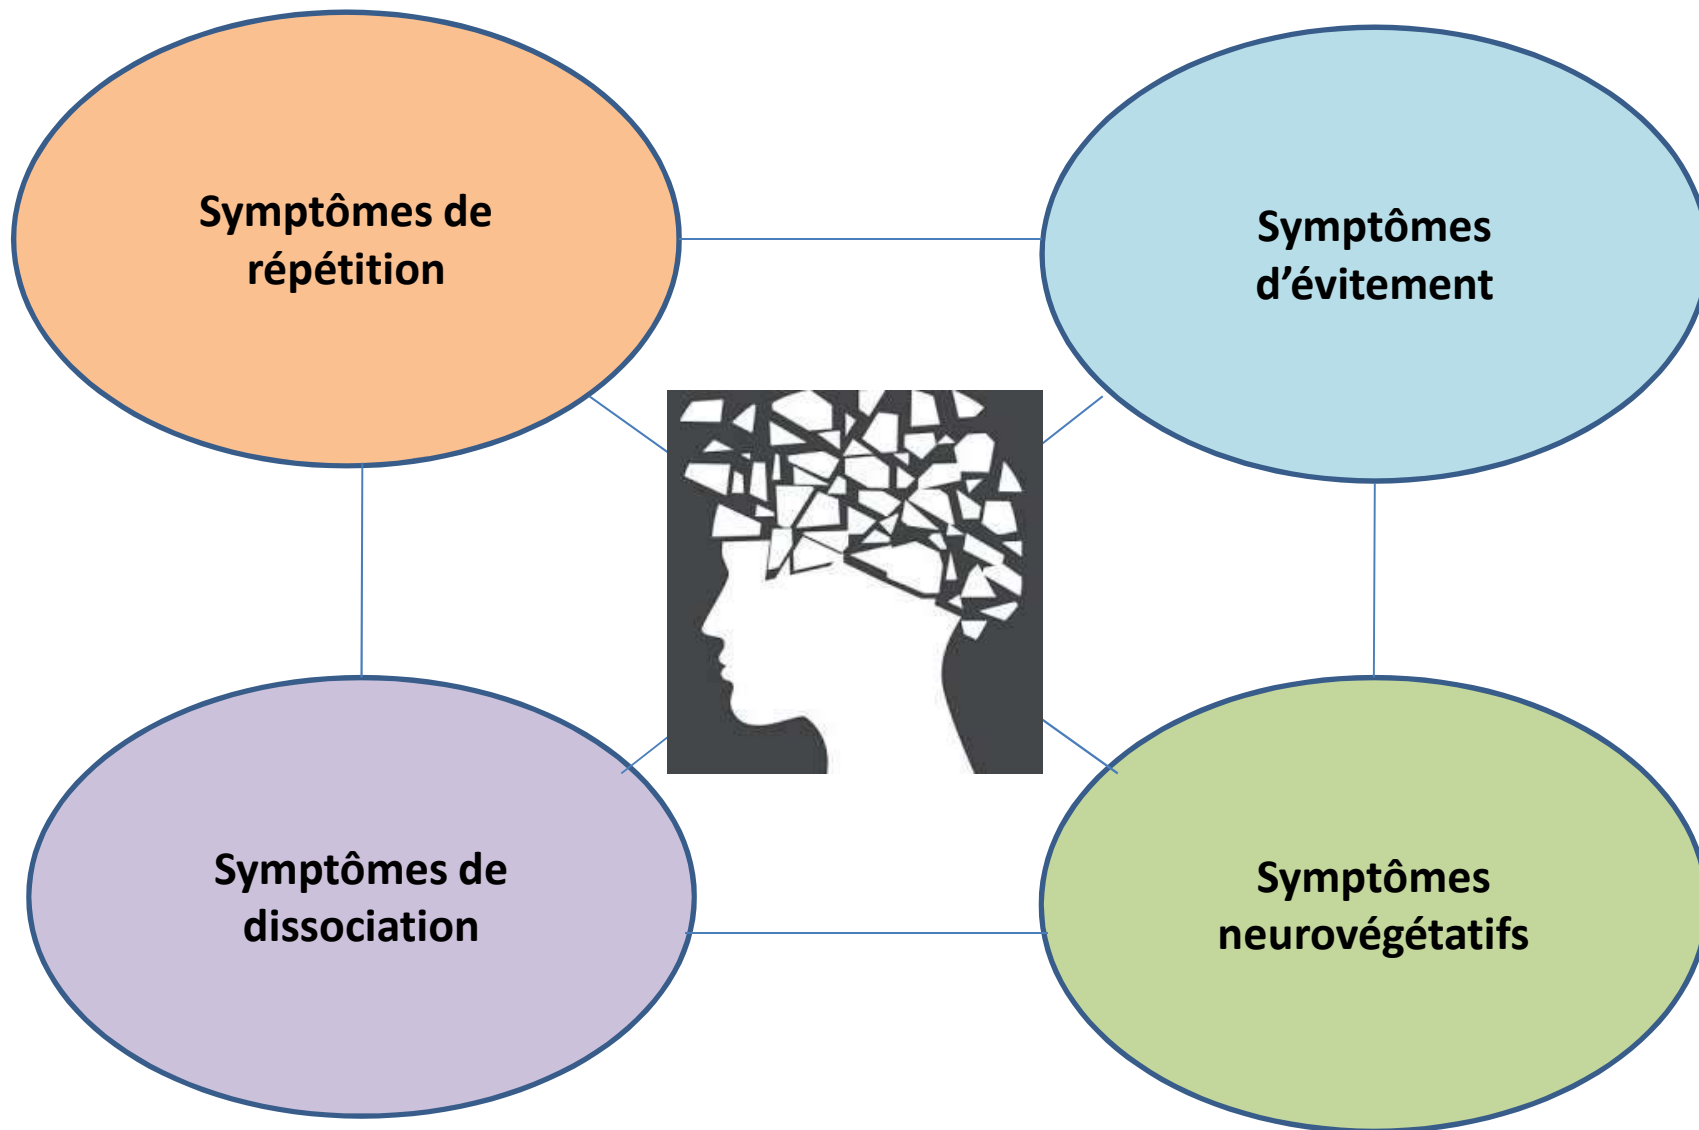 Symptômes de
répétition
Symptômes
d’évitement
Symptômes de
dissociation
Symptômes
neurovégétatifs